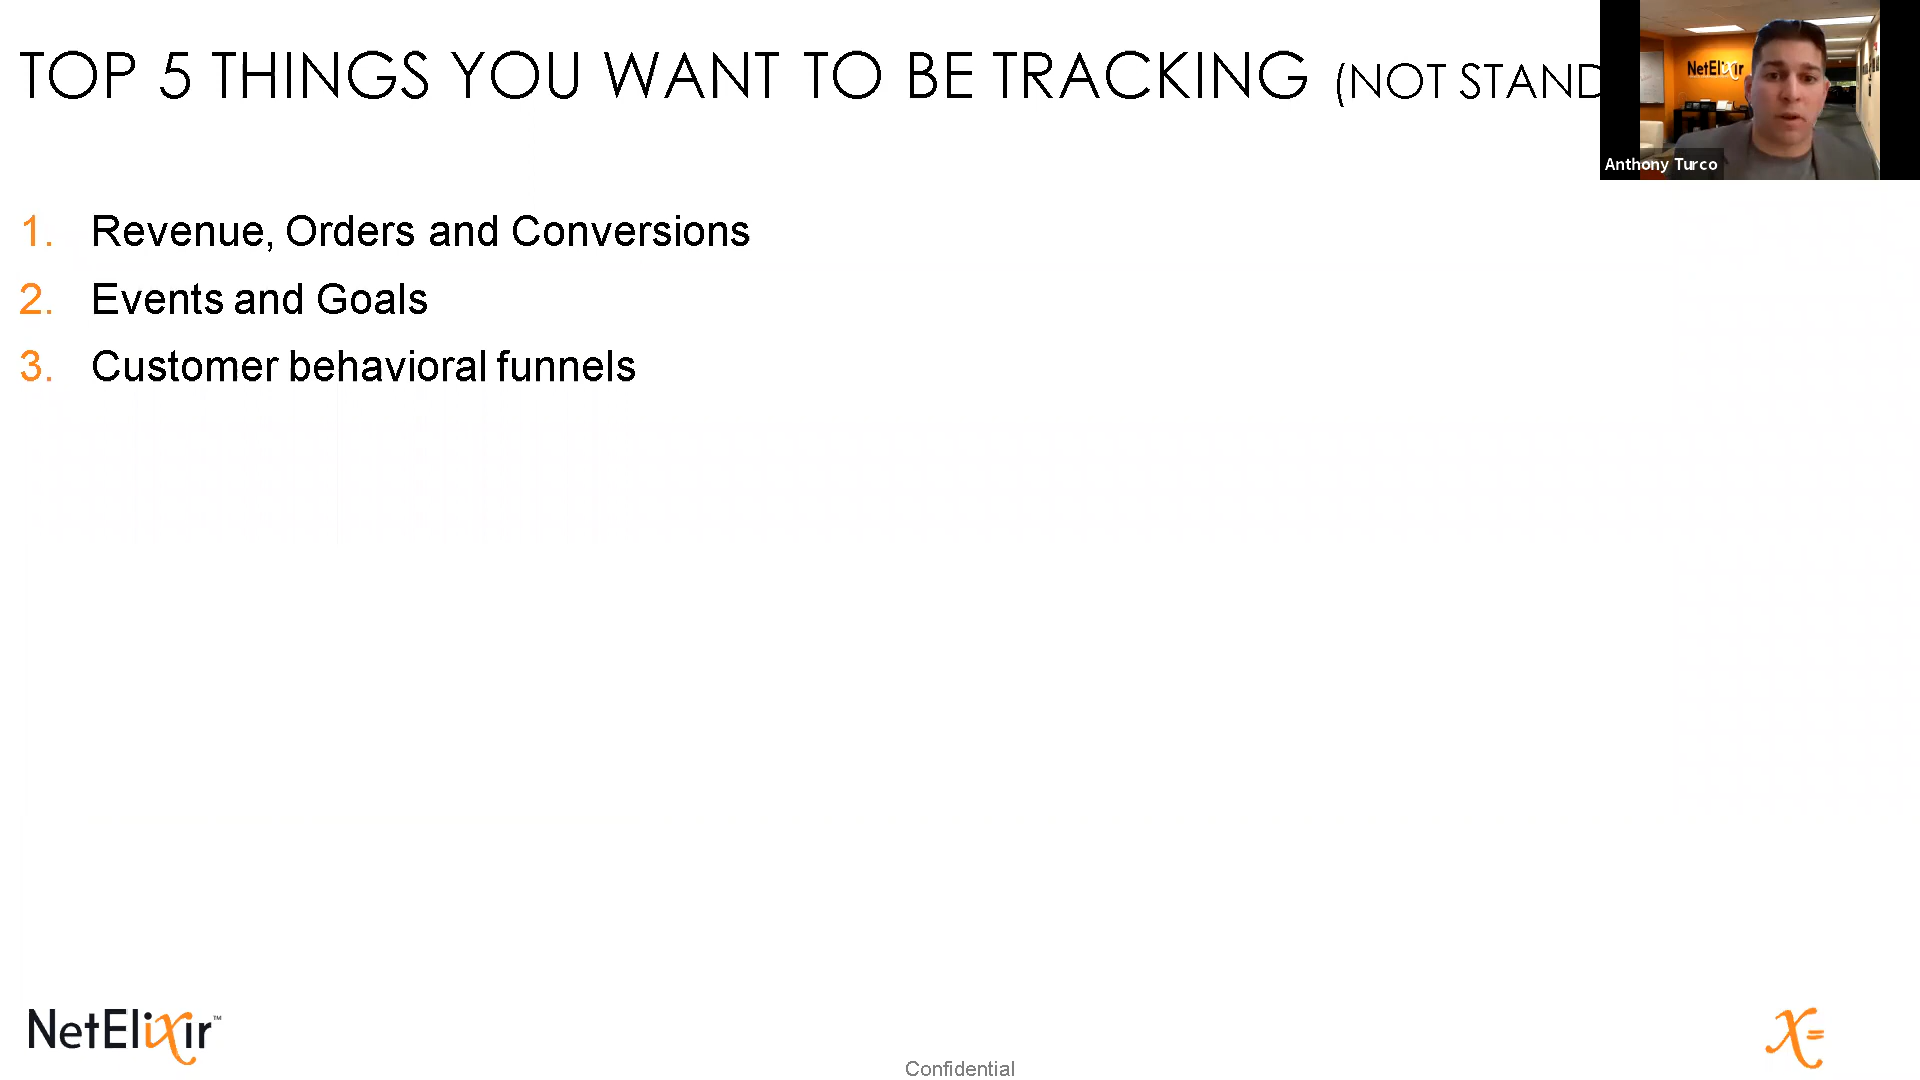 TOP 5 THINGS YOU WANT TO BE TRACKING (NOT STAND
NetElixir
Anthony Turco
1. Revenue, Orders and Conversions
2. Events and Goals
3. Customer behavioral funnels
NetElixir™
X=
Confidential